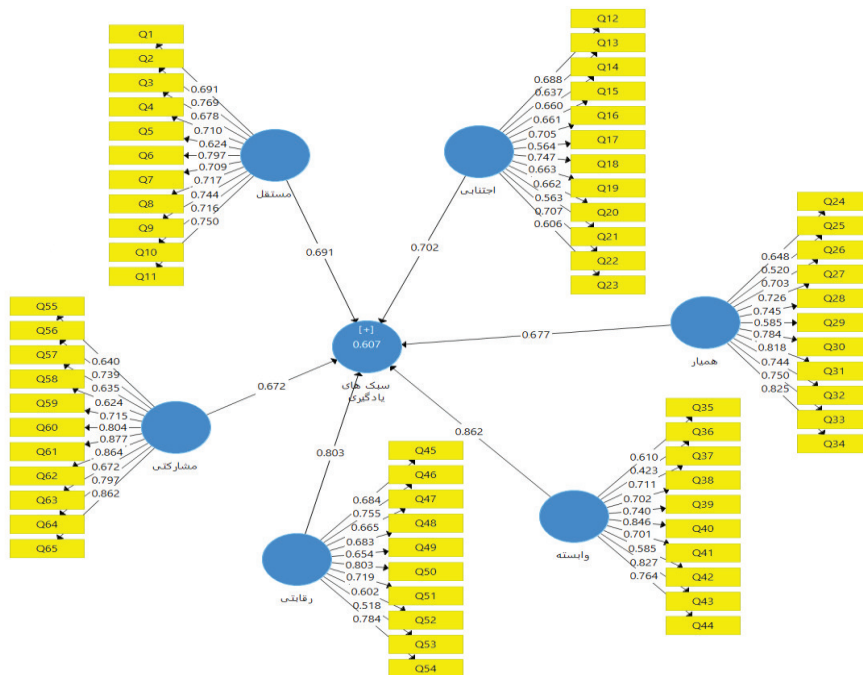 Q1
Q2
Q3
Q4
Q5
Q6
Q7
Q8
Q9
Q10
Q11
0.691
0.769
0.678
0.710
0.624
0.797
0.709
0.717
0.744
0.716
0.750
مستقل
0.691
Q12
Q13
Q14
Q15
Q16
Q17
Q18
Q19
Q20
Q21
Q22
Q23
0.688
0.637
0.660
0.661
0.705
0.564
0.747
0.663
0.662
0.563
0.707
0.606
اجتنابی
0.702
Q24
Q25
Q26
Q27
Q28
Q29
Q30
Q31
Q32
Q33
Q34
0.648
0.520
0.703
0.726
0.745
0.585
0.784
0.818
0.744
0.750
0.825
همیار
0.677
[+]
0.607
سبک های
یادگیری
Q55
Q56
Q57
Q58
Q59
Q60
Q61
Q62
Q63
Q64
Q65
0.640
0.739
0.635
0.624
0.715
0.804
0.877
0.864
0.672
0.797
0.862
مشارکتی
0.672
Q45
Q46
Q47
Q48
Q49
Q50
Q51
Q52
Q53
Q54
0.684
0.755
0.665
0.683
0.654
0.803
0.719
0.602
0.518
0.784
رقابتی
0.803
Q35
Q36
Q37
Q38
Q39
Q40
Q41
Q42
Q43
Q44
0.610
0.423
0.711
0.702
0.740
0.846
0.701
0.585
0.827
0.764
وابسته
0.862